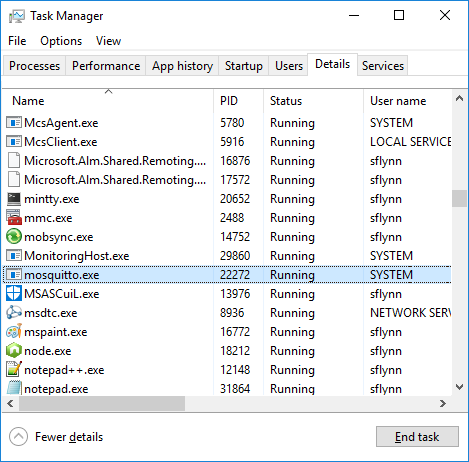 Task Manager
File Options View
Processes Performance App history Startup Users Details Services
Name PID Status User name
McsAgent.exe 5780 Running SYSTEM
McsClient.exe 5916 Running LOCAL SERVICE
Microsoft.Alm.Shared.Remoting.... 16876 Running sflynn
Microsoft.Alm.Shared.Remoting.... 17572 Running sflynn
mintty.exe 20652 Running sflynn
mmc.exe 2488 Running sflynn
mobsync.exe 14752 Running sflynn
MonitoringHost.exe 29860 Running SYSTEM
mosquitto.exe 22272 Running SYSTEM
MSASCuiL.exe 13976 Running sflynn
msdtc.exe 8936 Running NETWORK SERV
mspaint.exe 16772 Running sflynn
node.exe 18212 Running sflynn
notepad++.exe 12148 Running sflynn
notepad.exe 31864 Running sflynn
Fewer details End task